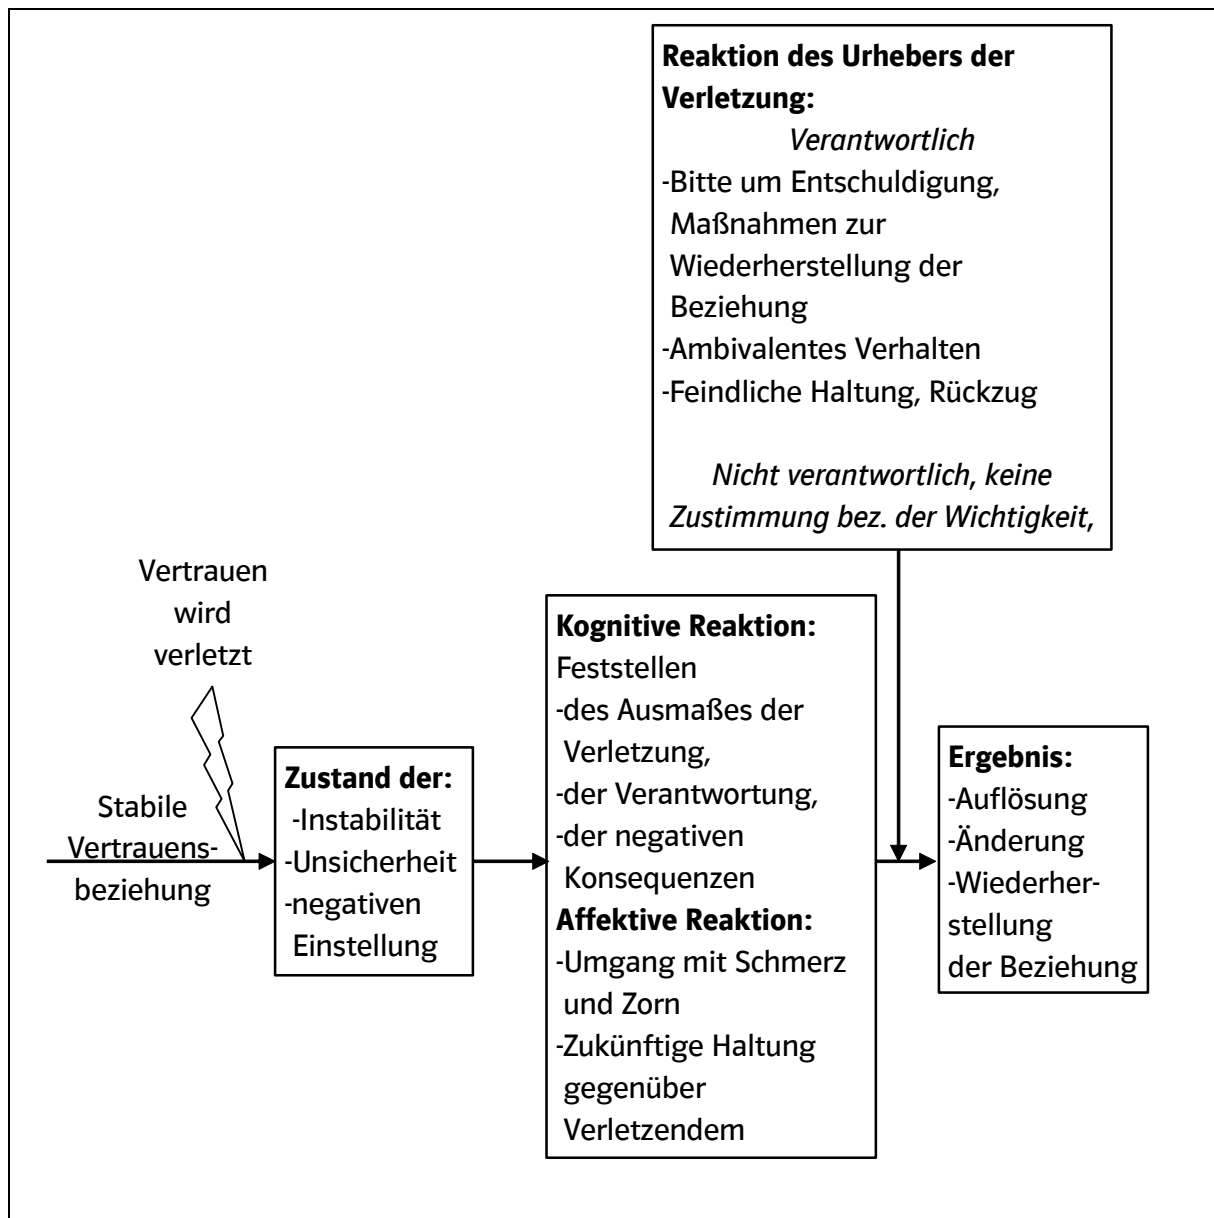 Reaktion des Urhebers der
Verletzung:
Verantwortlich
-Bitte um Entschuldigung,
Maßnahmen zur
Wiederherstellung der
Beziehung
-Ambivalentes Verhalten
-Feindliche Haltung, Rückzug
Nicht verantwortlich, keine
Zustimmung bez. der Wichtigkeit,
Vertrauen
wird
verletzt
Stabile
Vertrauens-
beziehung
Zustand der:
-Instabilität
-Unsicherheit
-negativen
Einstellung
Kognitive Reaktion:
Feststellen
-des Ausmaßes der
Verletzung,
-der Verantwortung,
-der negativen
Konsequenzen
Affektive Reaktion:
-Umgang mit Schmerz
und Zorn
-Zukünftige Haltung
gegenüber
Verletzendem
Ergebnis:
-Auflösung
-Änderung
-Wiederher-
stellung
der Beziehung